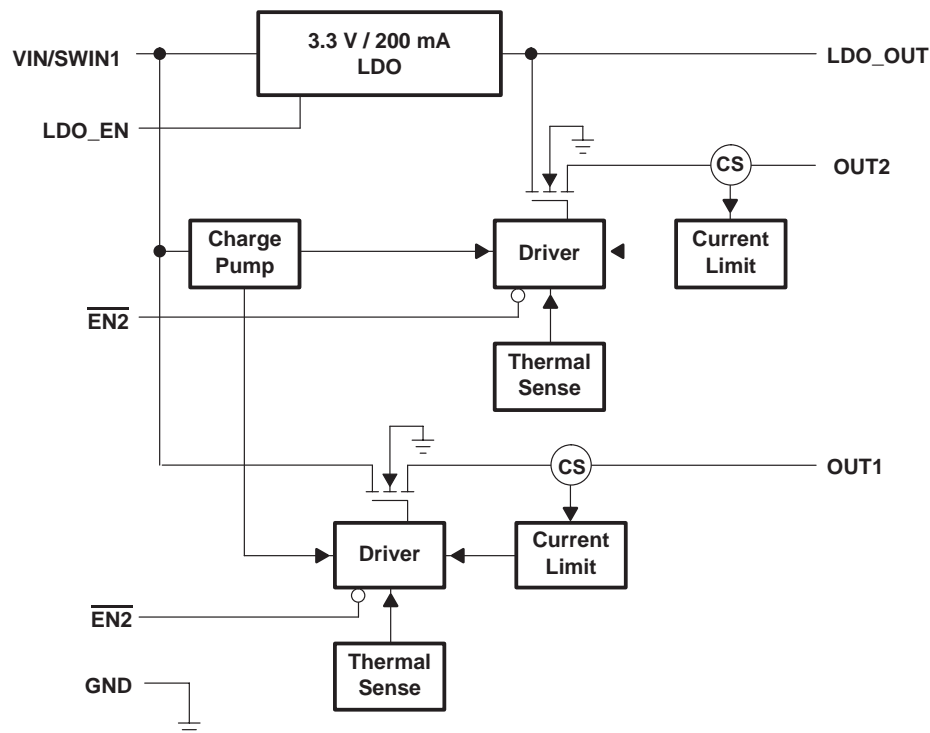 3.3 V / 200 mA
LDO
VIN/SWIN1
LDO_OUT
LDO_EN
CS
OUT2
Charge
Pump
Driver
Current
Limit
EN2
Thermal
Sense
CS
OUT1
Driver
Current
Limit
EN2
Thermal
Sense
GND